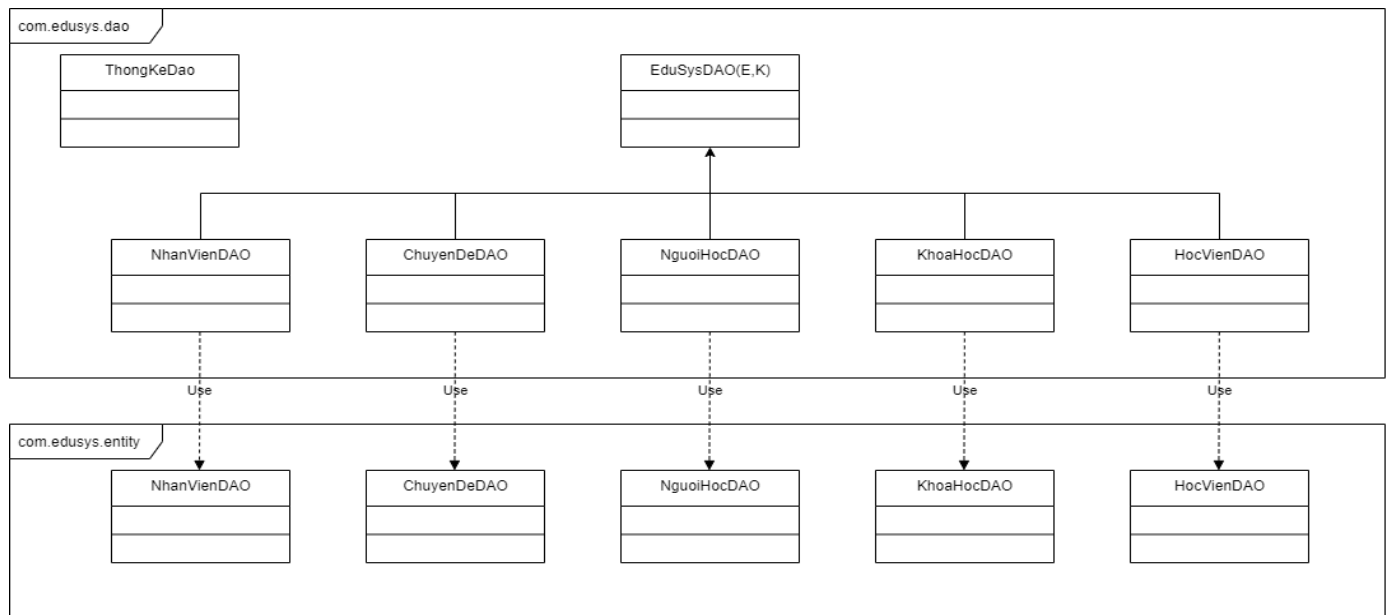 com.edusys.dao
ThongKeDao
EduSysDAO(E,K)
NhanVienDAO
ChuyenDeDAO
NguoiHocDAO
KhoaHocDAO
HocVienDAO
Use
Use
Use
Use
Use
com.edusys.entity
NhanVienDAO
ChuyenDeDAO
NguoiHocDAO
KhoaHocDAO
HocVienDAO